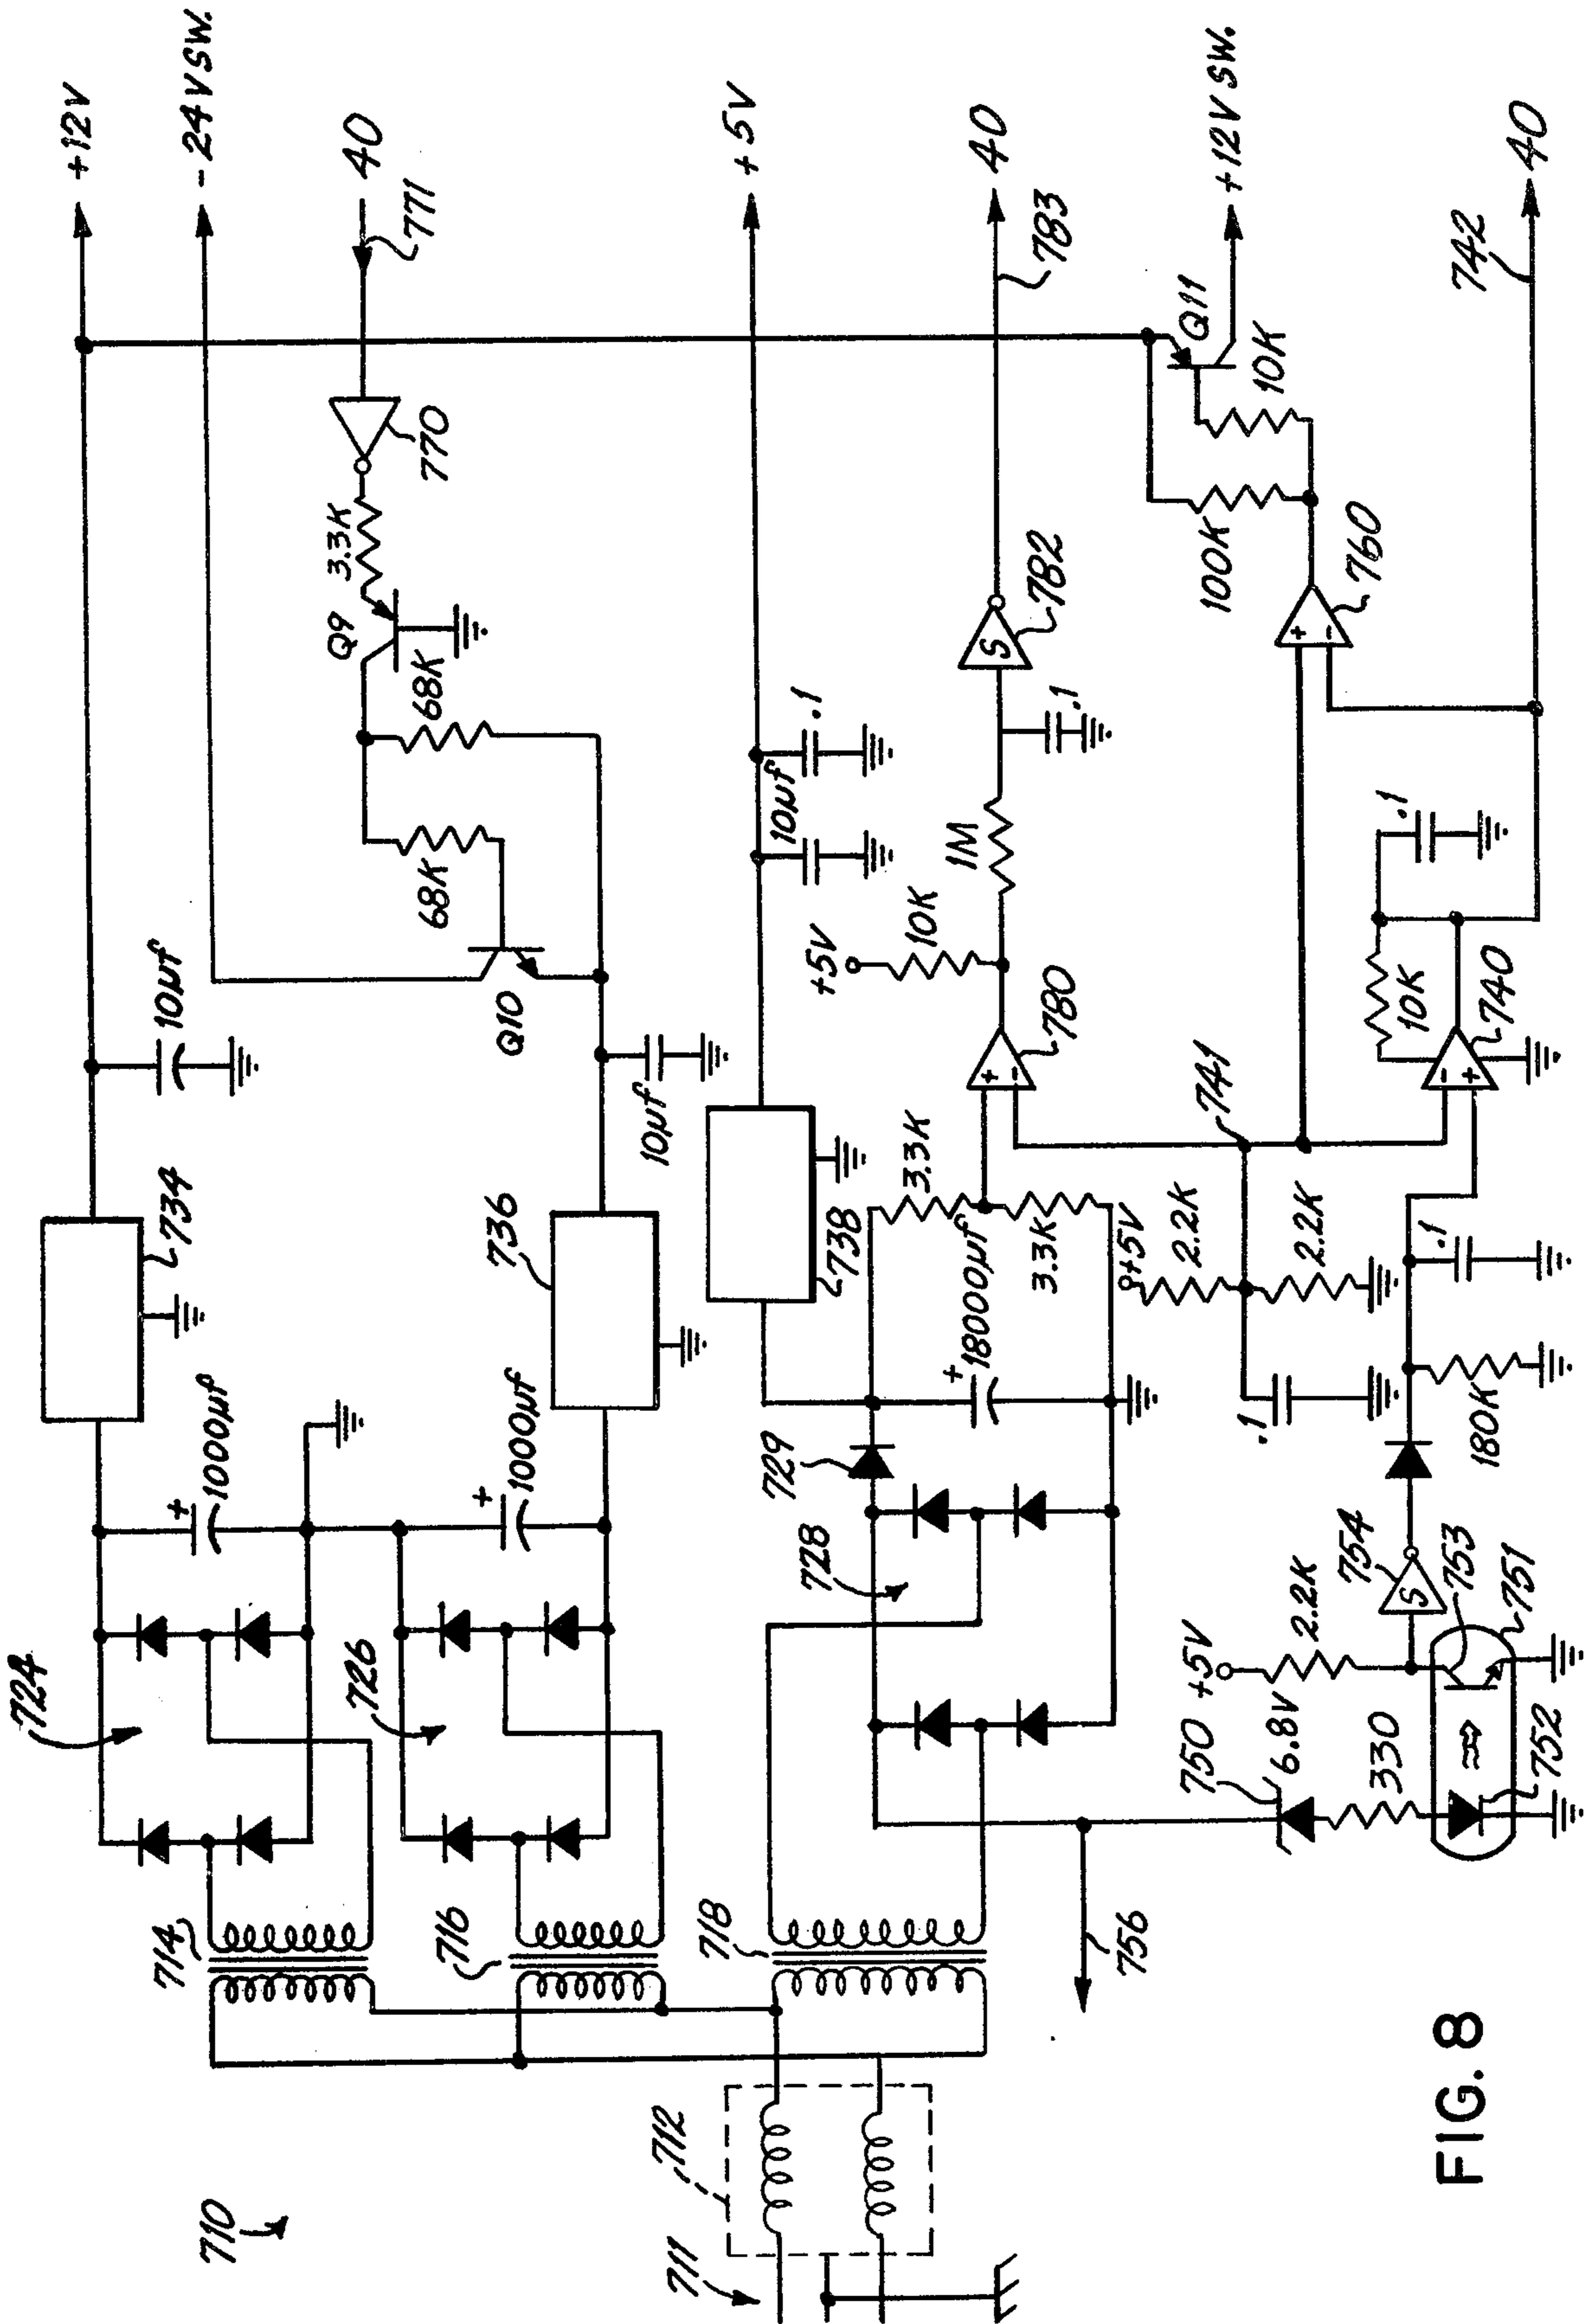 +12V
-24V SW.
40
771
770
3.3K
Q9
68K
68K
Q10
10µf
10µf
734
736
1000µf
+
1000µf
+
724
726
714
716
718
710
711
712
+5V
.1
10µf
738
40
783
782
S
.1
1M
10K
+5V
780
+
-
3.3K
3.3K
18000µf
+
729
728
756
+12V SW.
Q11
10K
100K
760
+
-
40
742
.1
10K
740
-
+
741
+5V
2.2K
2.2K
.1
.1
180K
754
S
753
751
2.2K
+5V
750
6.8V
330
752
FIG. 8